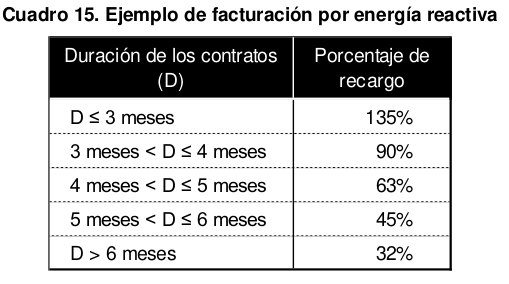 Cuadro 15. Ejemplo de facturación por energía reactiva
Duración de los contratos Porcentaje de
(D) recargo
D ≤ 3 meses 135%
3 meses < D ≤ 4 meses 90%
4 meses < D ≤ 5 meses 63%
5 meses < D ≤ 6 meses 45%
D > 6 meses 32%